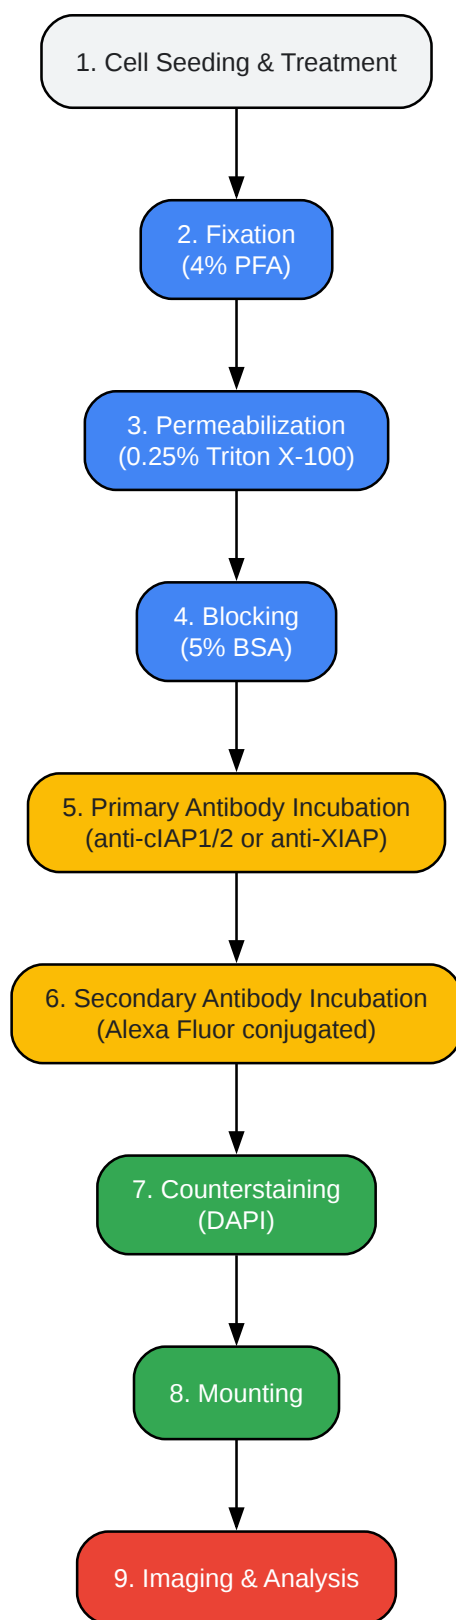 1. Cell Seeding & Treatment
2. Fixation
(4% PFA)
3. Permeabilization
(0.25% Triton X-100)
4. Blocking
(5% BSA)
5. Primary Antibody Incubation
(anti-cIAP1/2 or anti-XIAP)
6. Secondary Antibody Incubation
(Alexa Fluor conjugated)
7. Counterstaining
(DAPI)
8. Mounting
9. Imaging & Analysis